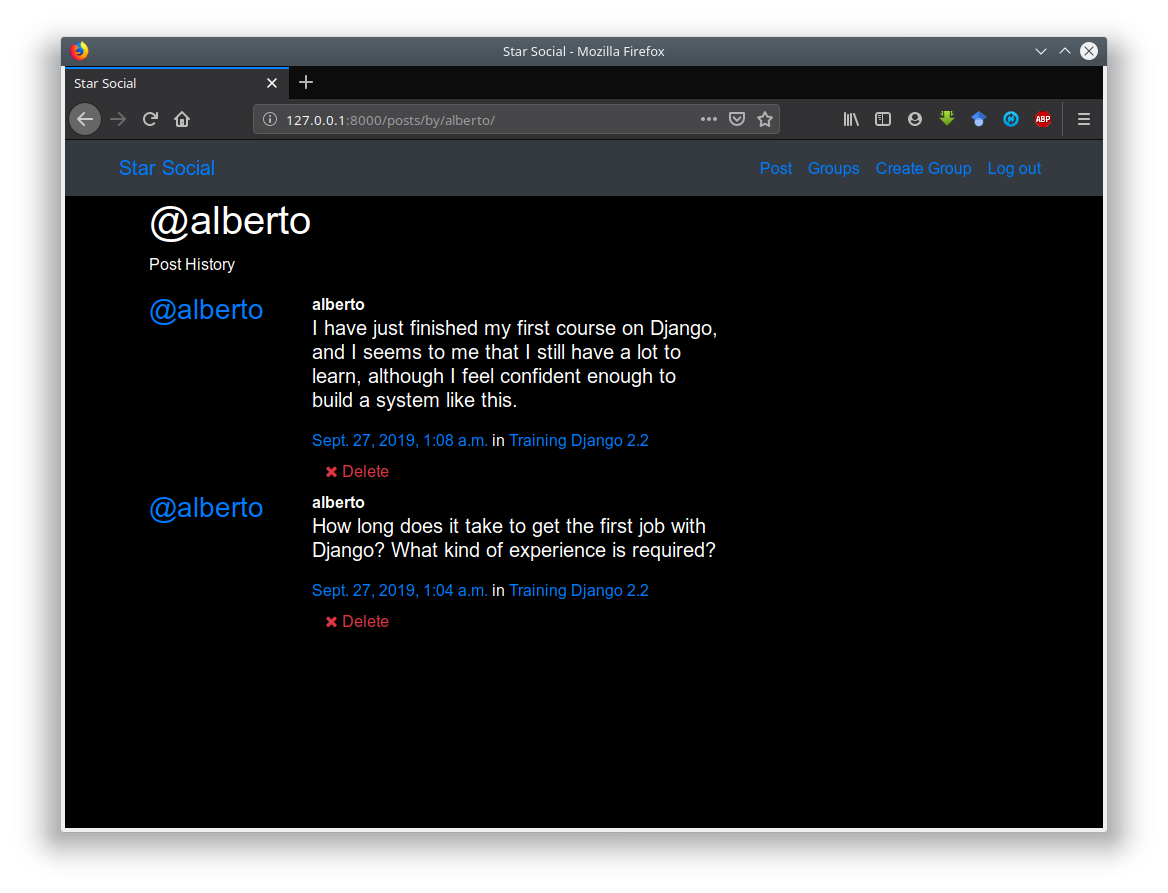 Star Social - Mozilla Firefox
Star Social
127.0.0.1:8000/posts/by/alberto/
ABP
Star Social
Post Groups Create Group Log out
@alberto
Post History
@alberto
alberto
I have just finished my first course on Django,
and I seems to me that I still have a lot to
learn, although I feel confident enough to
build a system like this.
Sept. 27, 2019, 1:08 a.m. in Training Django 2.2
Delete
@alberto
alberto
How long does it take to get the first job with
Django? What kind of experience is required?
Sept. 27, 2019, 1:04 a.m. in Training Django 2.2
Delete